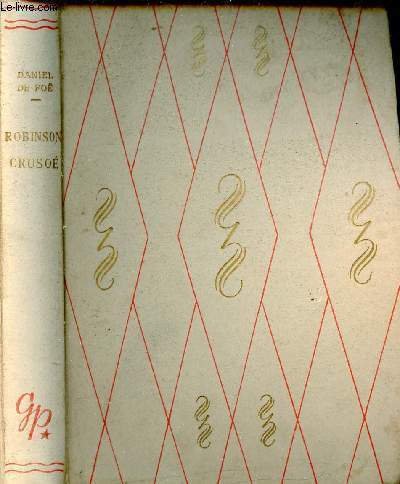 Le-livre.com
DANIEL
DE FOË
ROBINSON
CRUSOÉ
GP